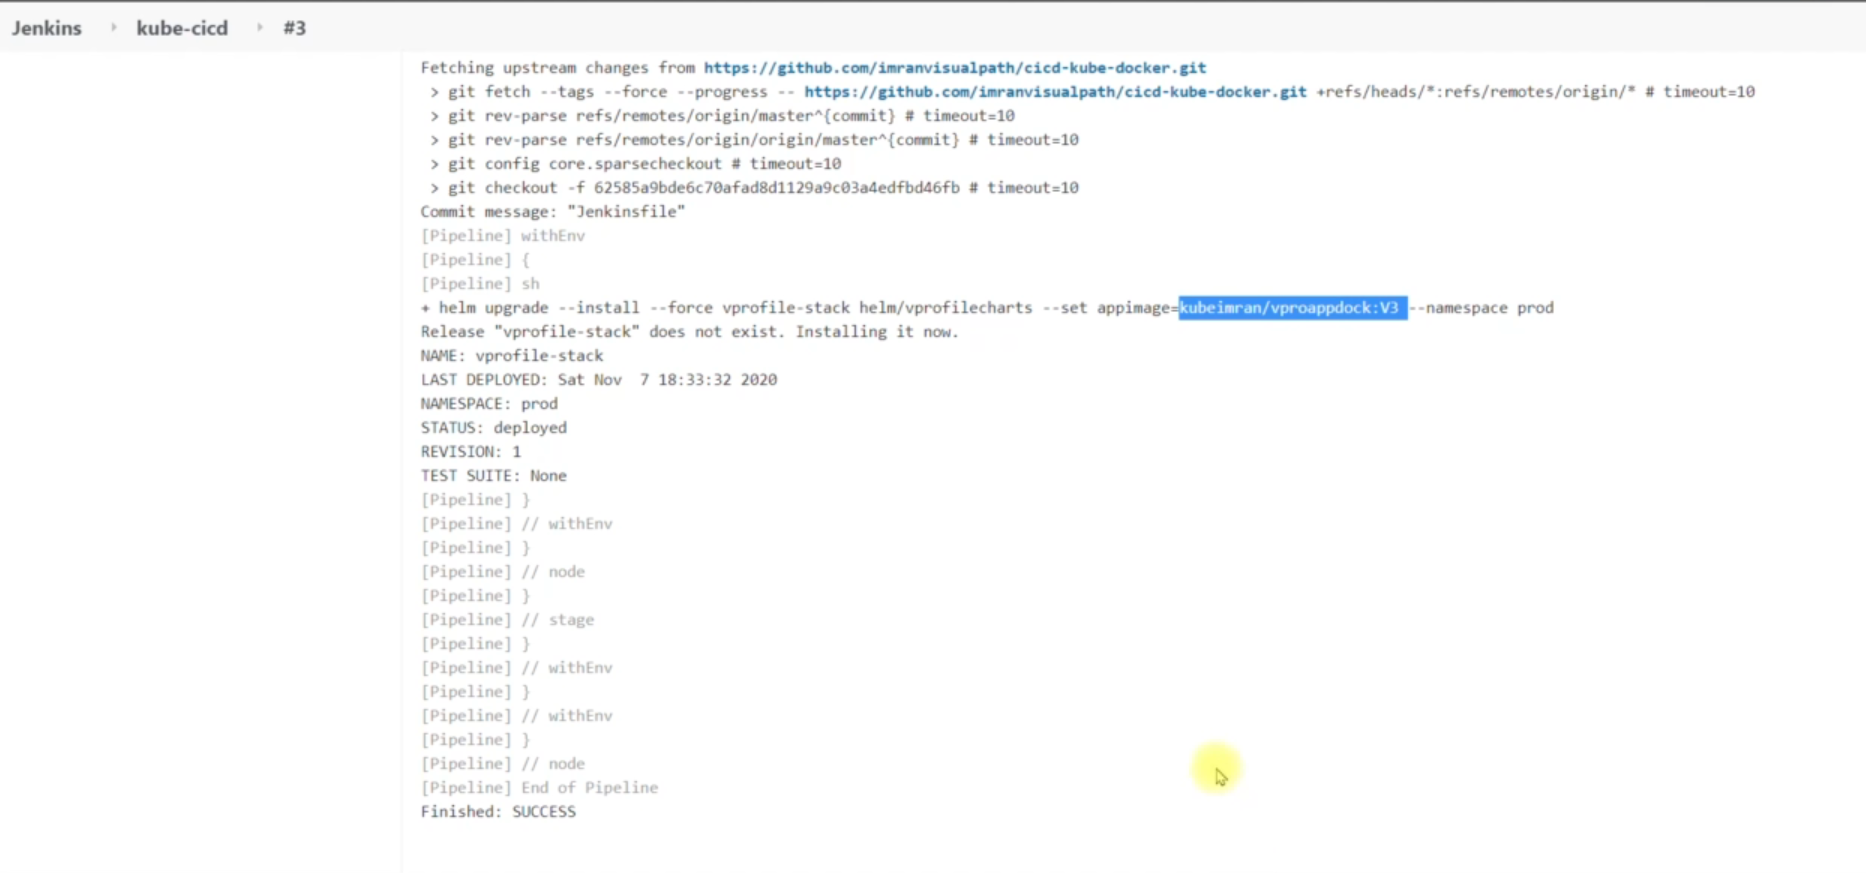 Jenkins kube-cicd #3
Fetching upstream changes from https://github.com/imranvisualpath/cicd-kube-docker.git
> git fetch --tags --force --progress -- https://github.com/imranvisualpath/cicd-kube-docker.git +refs/heads/*:refs/remotes/origin/* # timeout=10
> git rev-parse refs/remotes/origin/master^{commit} # timeout=10
> git rev-parse refs/remotes/origin/origin/master^{commit} # timeout=10
> git config core.sparsecheckout # timeout=10
> git checkout -f 62585a9bde6c70afad8d1129a9c03a4edfbd46fb # timeout=10
Commit message: "Jenkinsfile"
[Pipeline] withEnv
[Pipeline] {
[Pipeline] sh
+ helm upgrade --install --force vprofile-stack helm/vprofilecharts --set appimage=kubeimran/vproappdock:V3 --namespace prod
Release "vprofile-stack" does not exist. Installing it now.
NAME: vprofile-stack
LAST DEPLOYED: Sat Nov  7 18:33:32 2020
NAMESPACE: prod
STATUS: deployed
REVISION: 1
TEST SUITE: None
[Pipeline] }
[Pipeline] // withEnv
[Pipeline] }
[Pipeline] // node
[Pipeline] }
[Pipeline] // stage
[Pipeline] }
[Pipeline] // withEnv
[Pipeline] }
[Pipeline] // withEnv
[Pipeline] }
[Pipeline] // node
[Pipeline] End of Pipeline
Finished: SUCCESS